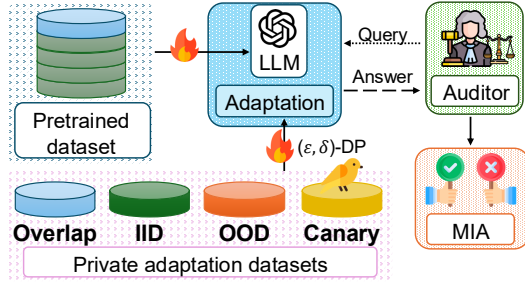 LLM
Adaptation
Query
Answer
Auditor
Pretrained
dataset
(ε, δ)-DP
MIA
Overlap
IID
OOD
Canary
Private adaptation datasets